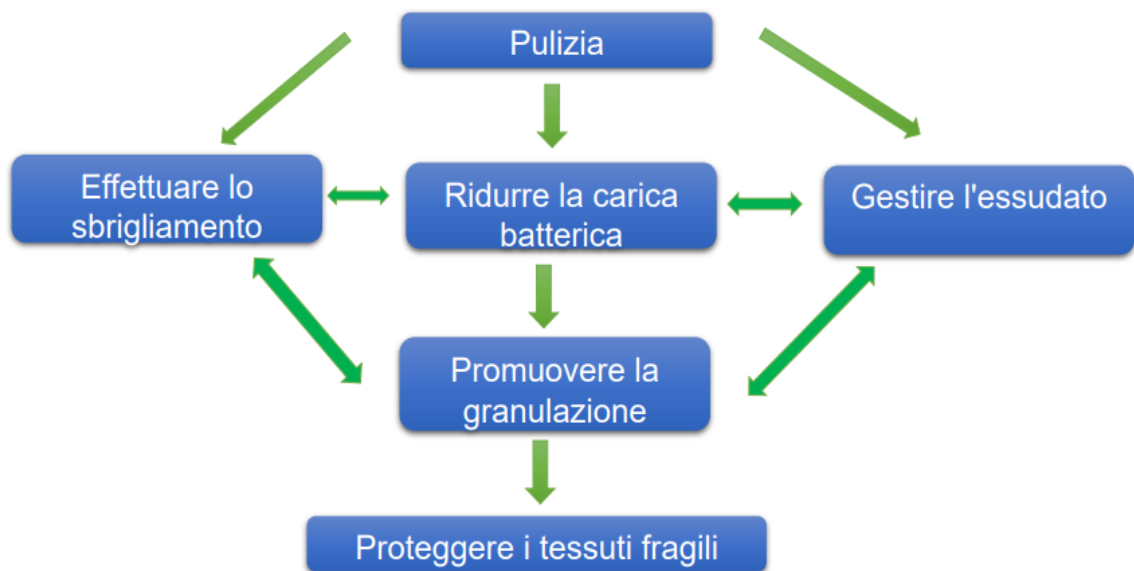 Pulizia
Effettuare lo
sbrigliamento
Ridurre la carica
batterica
Gestire l'essudato
Promuovere la
granulazione
Proteggere i tessuti fragili